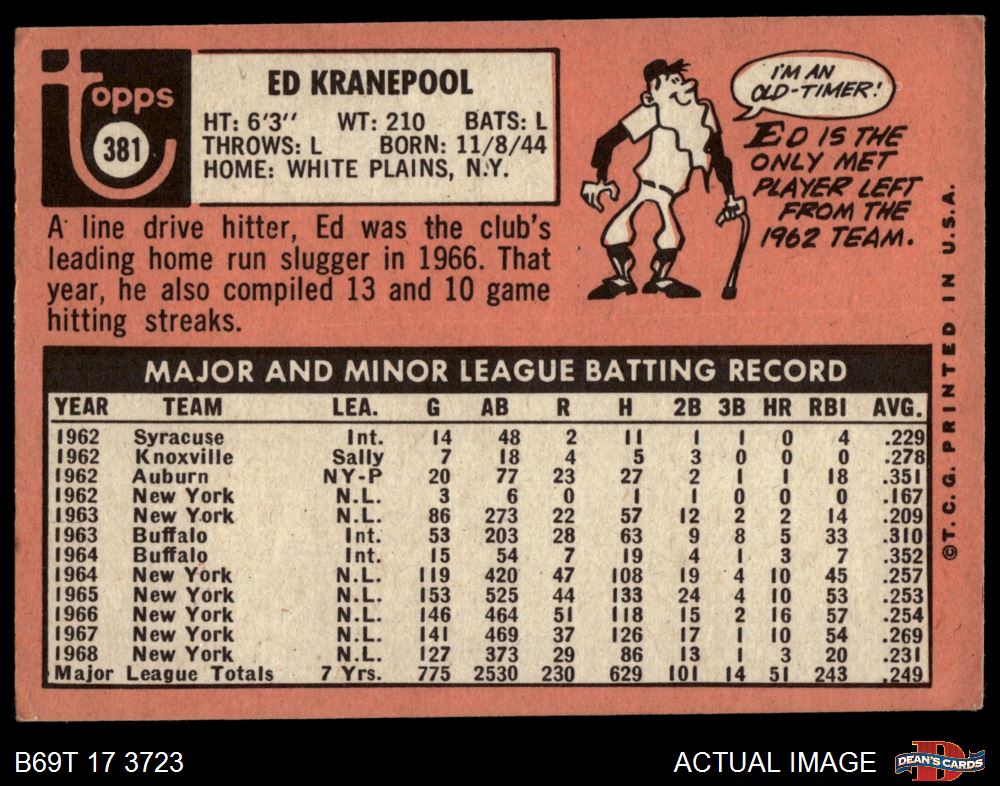 topps
381
ED KRANEPOOL
HT: 6'3" WT: 210 BATS: L
THROWS: L BORN: 11/8/44
HOME: WHITE PLAINS, N.Y.
I'M AN
OLD-TIMER!
ED IS THE
ONLY MET
PLAYER LEFT
FROM THE
1962 TEAM.
A line drive hitter, Ed was the club's
leading home run slugger in 1966. That
year, he also compiled 13 and 10 game
hitting streaks.
MAJOR AND MINOR LEAGUE BATTING RECORD
YEAR TEAM LEA. G AB R H 2B 3B HR RBI AVG.
1962 Syracuse Int. 14 48 2 11 1 1 0 4 .229
1962 Knoxville Sally 7 18 4 5 3 0 0 0 .278
1962 Auburn NY-P 20 77 23 27 2 1 1 18 .351
1962 New York N.L. 3 6 0 1 1 0 0 0 .167
1963 New York N.L. 86 273 22 57 12 2 2 14 .209
1963 Buffalo Int. 53 203 28 63 9 8 5 33 .310
1964 Buffalo Int. 15 54 7 19 4 1 3 7 .352
1964 New York N.L. 119 420 47 108 19 4 10 45 .257
1965 New York N.L. 153 525 44 133 24 4 10 53 .253
1966 New York N.L. 146 464 51 118 15 2 16 57 .254
1967 New York N.L. 141 469 37 126 17 1 10 54 .269
1968 New York N.L. 127 373 29 86 13 1 3 20 .231
Major League Totals 7 Yrs. 775 2530 230 629 101 14 51 243 .249
©T.C.G. PRINTED IN U.S.A.
B69T 17 3723
ACTUAL IMAGE
DEAN'S CARDS